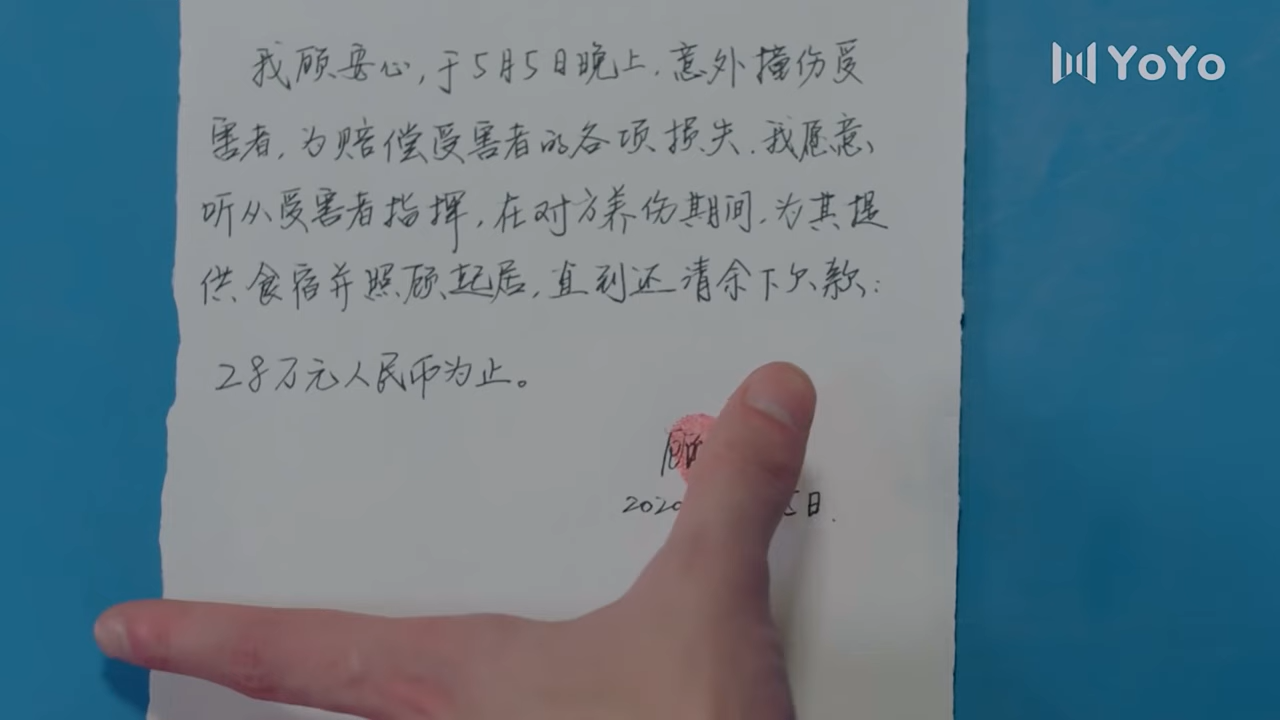 YoYo
我顾安心,于5月5日晚上,意外撞伤受
害者,为赔偿受害者的各项损失,我愿意
听从受害者指挥,在对方养伤期间,为其提
供食宿并照顾起居,直到还清余下欠款:
28万元人民币为止。
顾
2020 5日.